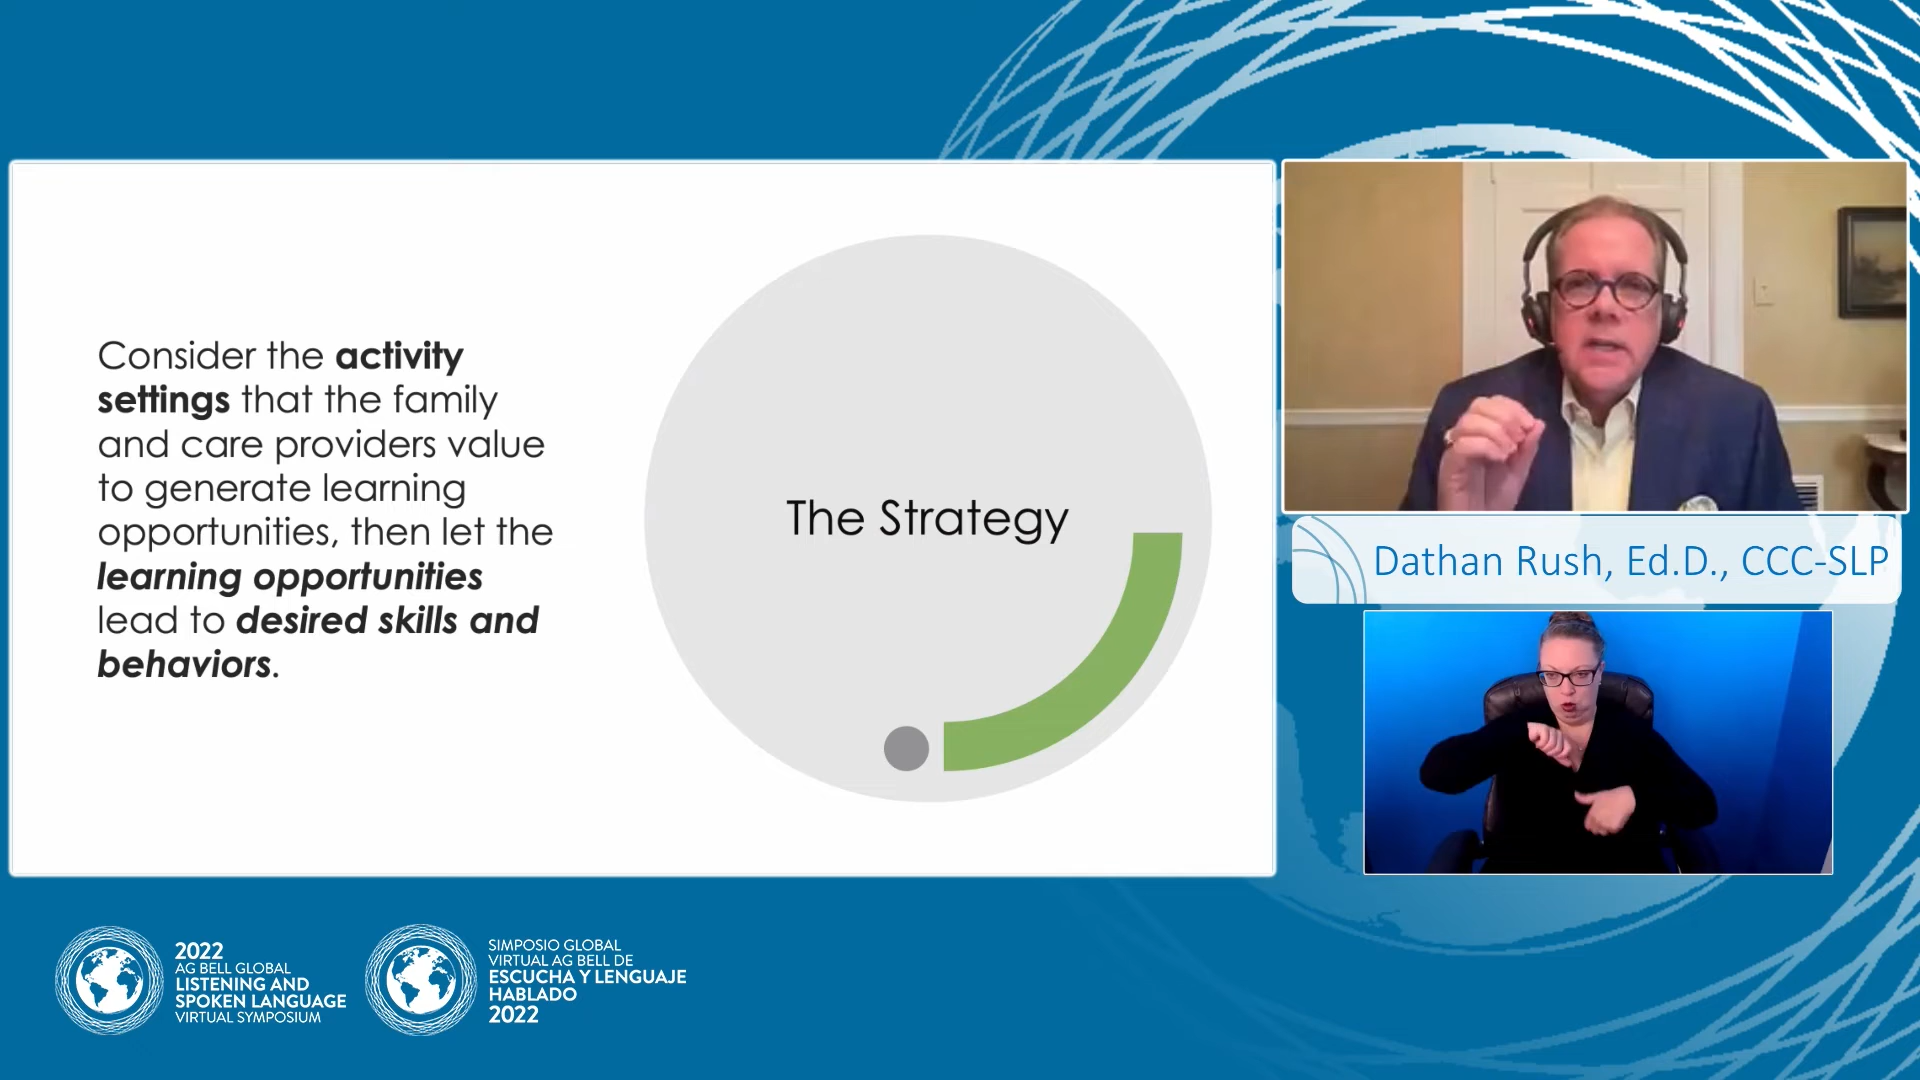 Consider the activity
settings that the family
and care providers value
to generate learning
opportunities, then let the
learning opportunities
lead to desired skills and
behaviors.
The Strategy
Dathan Rush, Ed.D., CCC-SLP
2022
AG BELL GLOBAL
LISTENING AND
SPOKEN LANGUAGE
VIRTUAL SYMPOSIUM
SIMPOSIO GLOBAL
VIRTUAL AG BELL DE
ESCUCHA Y LENGUAJE
HABLADO
2022